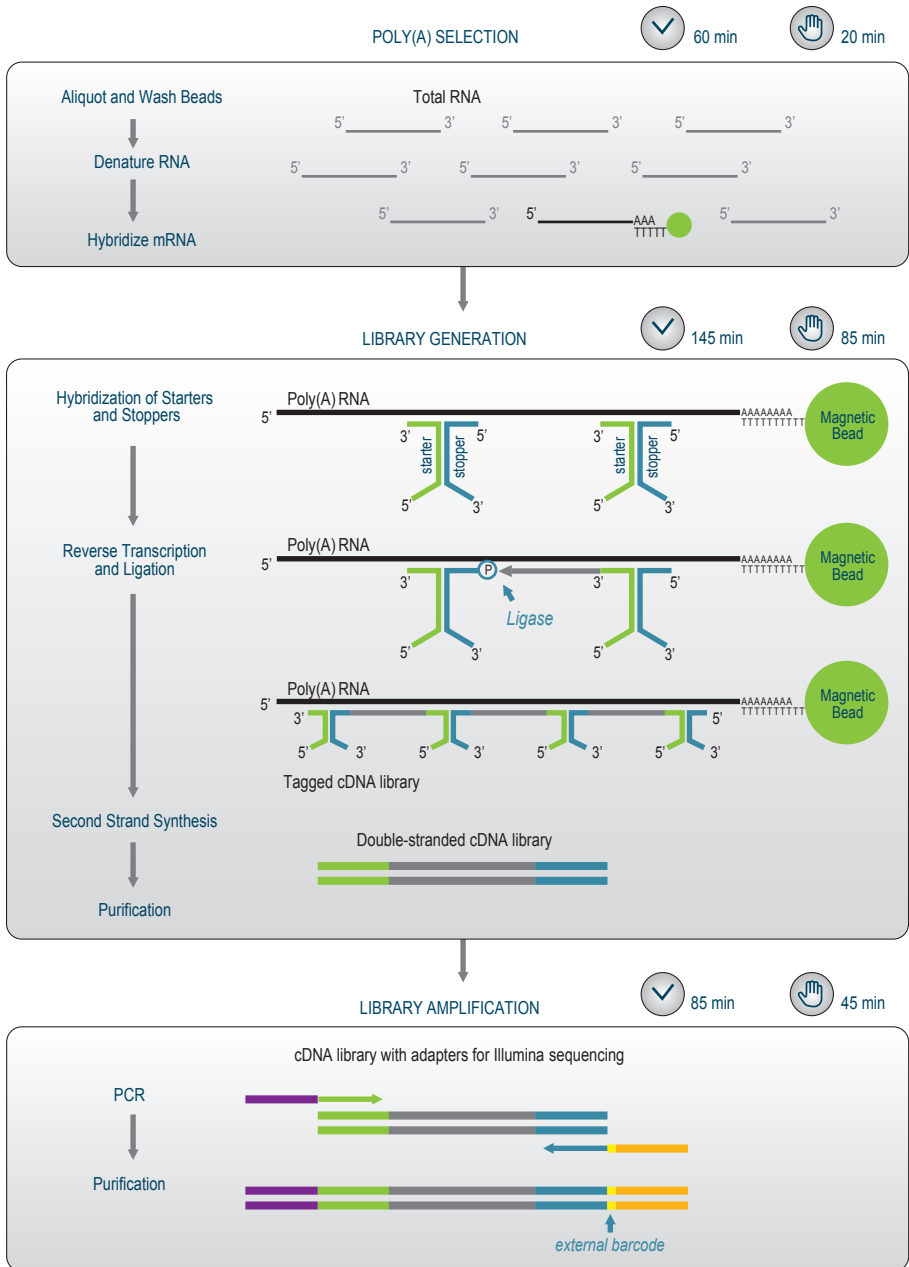 POLY(A) SELECTION
60 min
20 min
Aliquot and Wash Beads
Denature RNA
Hybridize mRNA
Total RNA
5’ 3’ 5’ 3’ 5’ 3’
5’ 3’ 5’ 3’ 5’ 3’
5’ 3’ 5’ AAA 5’ 3’
TTTTT
LIBRARY GENERATION
145 min
85 min
Hybridization of Starters
and Stoppers
Poly(A) RNA
5’ AAAAAAAA
TTTTTTTTTT
Magnetic
Bead
3’ 5’ 3’ 5’
starter
stopper
starter
stopper
5’ 3’ 5’ 3’
Reverse Transcription
and Ligation
Poly(A) RNA
5’ AAAAAAAA
TTTTTTTTTT
Magnetic
Bead
3’ P 3’ 5’
Ligase
5’ 3’ 5’ 3’
Poly(A) RNA
5’ AAAAAAAA
TTTTTTTTTT
Magnetic
Bead
3’ 5’
5’ 3’ 5’ 3’ 5’ 3’ 5’ 3’
Tagged cDNA library
Second Strand Synthesis
Double-stranded cDNA library
Purification
LIBRARY AMPLIFICATION
85 min
45 min
cDNA library with adapters for Illumina sequencing
PCR
Purification
external barcode